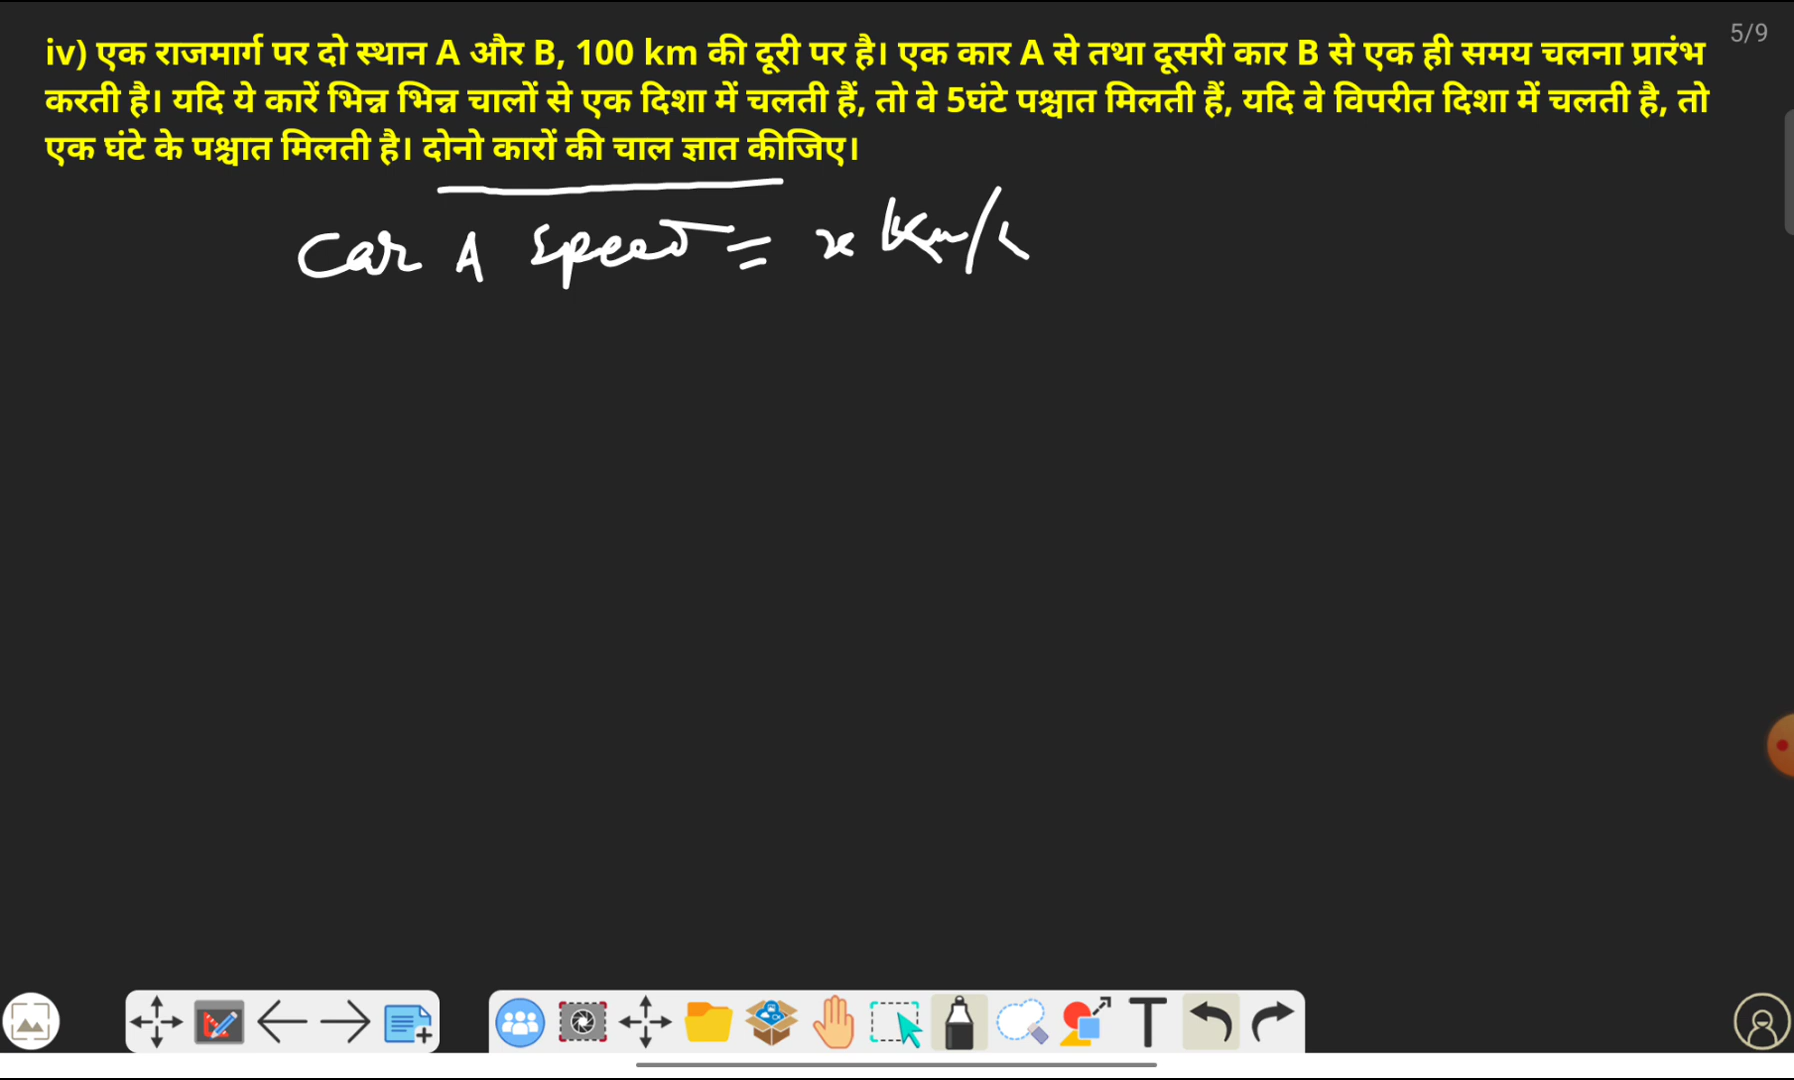 iv) एक राजमार्ग पर दो स्थान A और B, 100 km की दूरी पर है। एक कार A से तथा दूसरी कार B से एक ही समय चलना प्रारंभ
5/9
करती है। यदि ये कारें भिन्न भिन्न चालों से एक दिशा में चलती हैं, तो वे 5घंटे पश्चात मिलती हैं, यदि वे विपरीत दिशा में चलती है, तो
एक घंटे के पश्चात मिलती है। दोनो कारों की चाल ज्ञात कीजिए।
Car A Speed = x Km/h
T